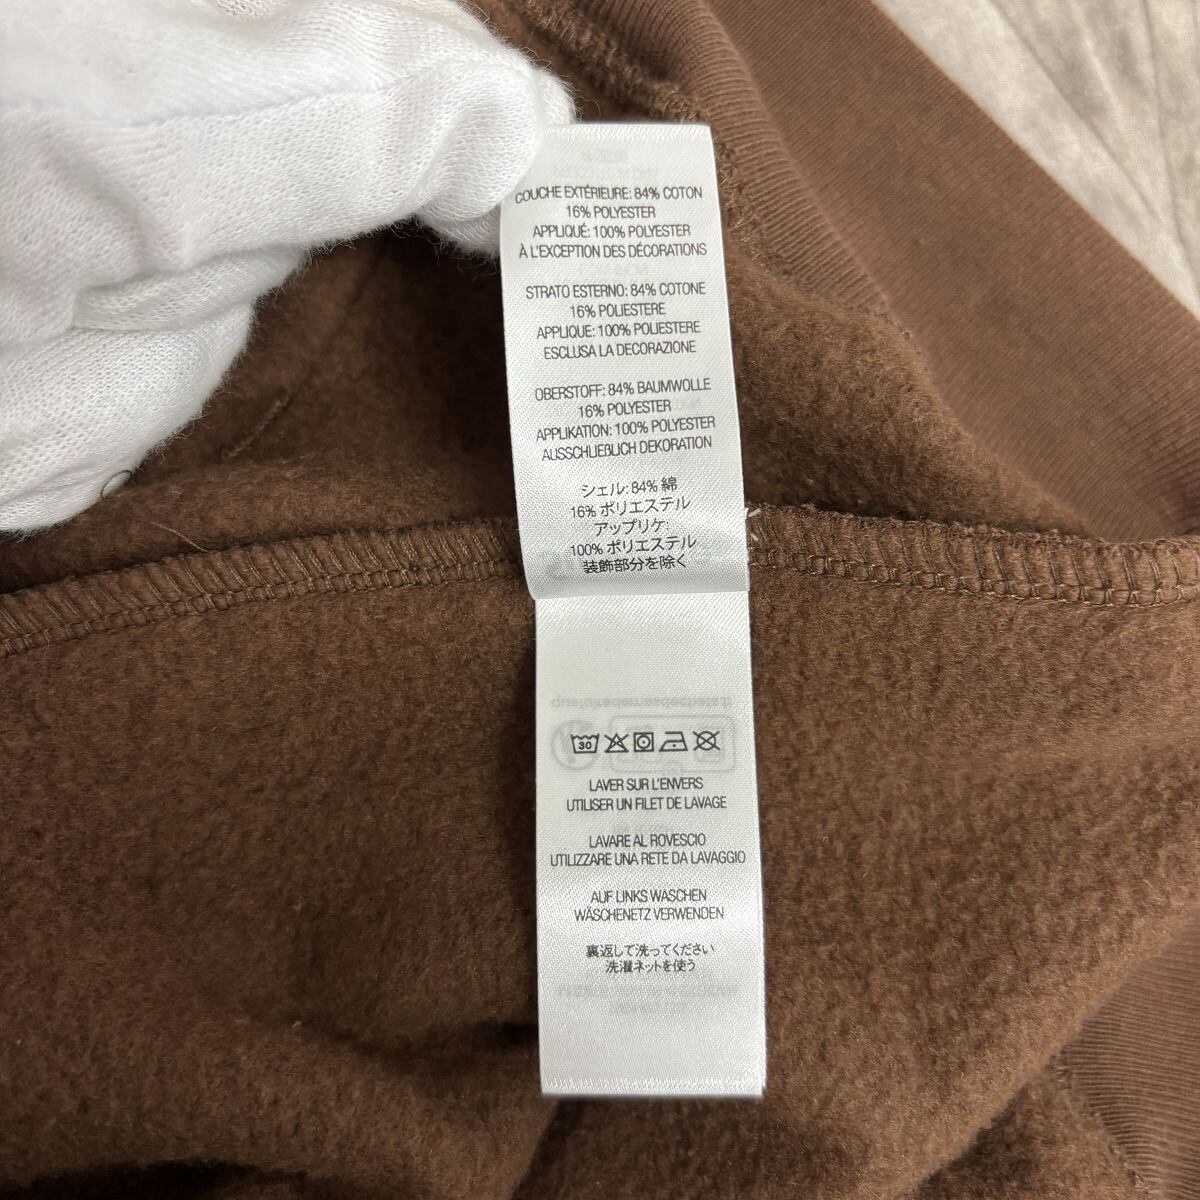 COUCHE EXTÉRIEURE: 84% COTON
16% POLYESTER
APPLIQUÉ: 100% POLYESTER
À L'EXCEPTION DES DÉCORATIONS
STRATO ESTERNO: 84% COTONE
16% POLIESTERE
APPLIQUE: 100% POLIESTERE
ESCLUSA LA DECORAZIONE
OBERSTOFF: 84% BAUMWOLLE
16% POLYESTER
APPLIKATION: 100% POLYESTER
AUSSCHLIEßLICH DEKORATION
シェル: 84% 綿
16% ポリエステル
アップリケ:
100% ポリエステル
装飾部分を除く
30
LAVER SUR L'ENVERS
UTILISER UN FILET DE LAVAGE
LAVARE AL ROVESCIO
UTILIZZARE UNA RETE DA LAVAGGIO
AUF LINKS WASCHEN
WÄSCHENETZ VERWENDEN
裏返して洗ってください
洗濯ネットを使う